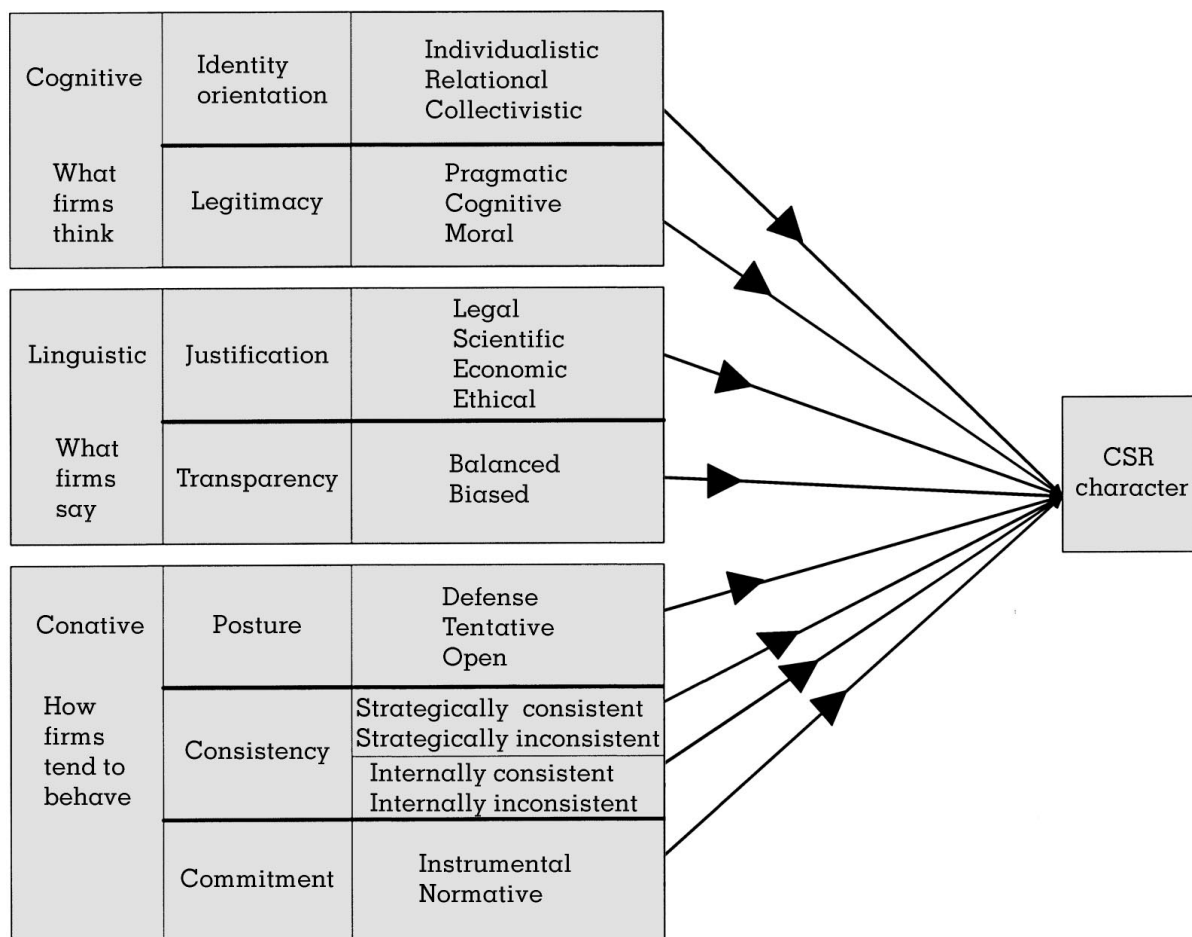 Cognitive
What
firms
think
Identity
orientation
Individualistic
Relational
Collectivistic
Legitimacy
Pragmatic
Cognitive
Moral
Linguistic
What
firms
say
Justification
Legal
Scientific
Economic
Ethical
Transparency
Balanced
Biased
Conative
How
firms
tend to
behave
Posture
Defense
Tentative
Open
Consistency
Strategically consistent
Strategically inconsistent
Internally consistent
Internally inconsistent
Commitment
Instrumental
Normative
CSR
character